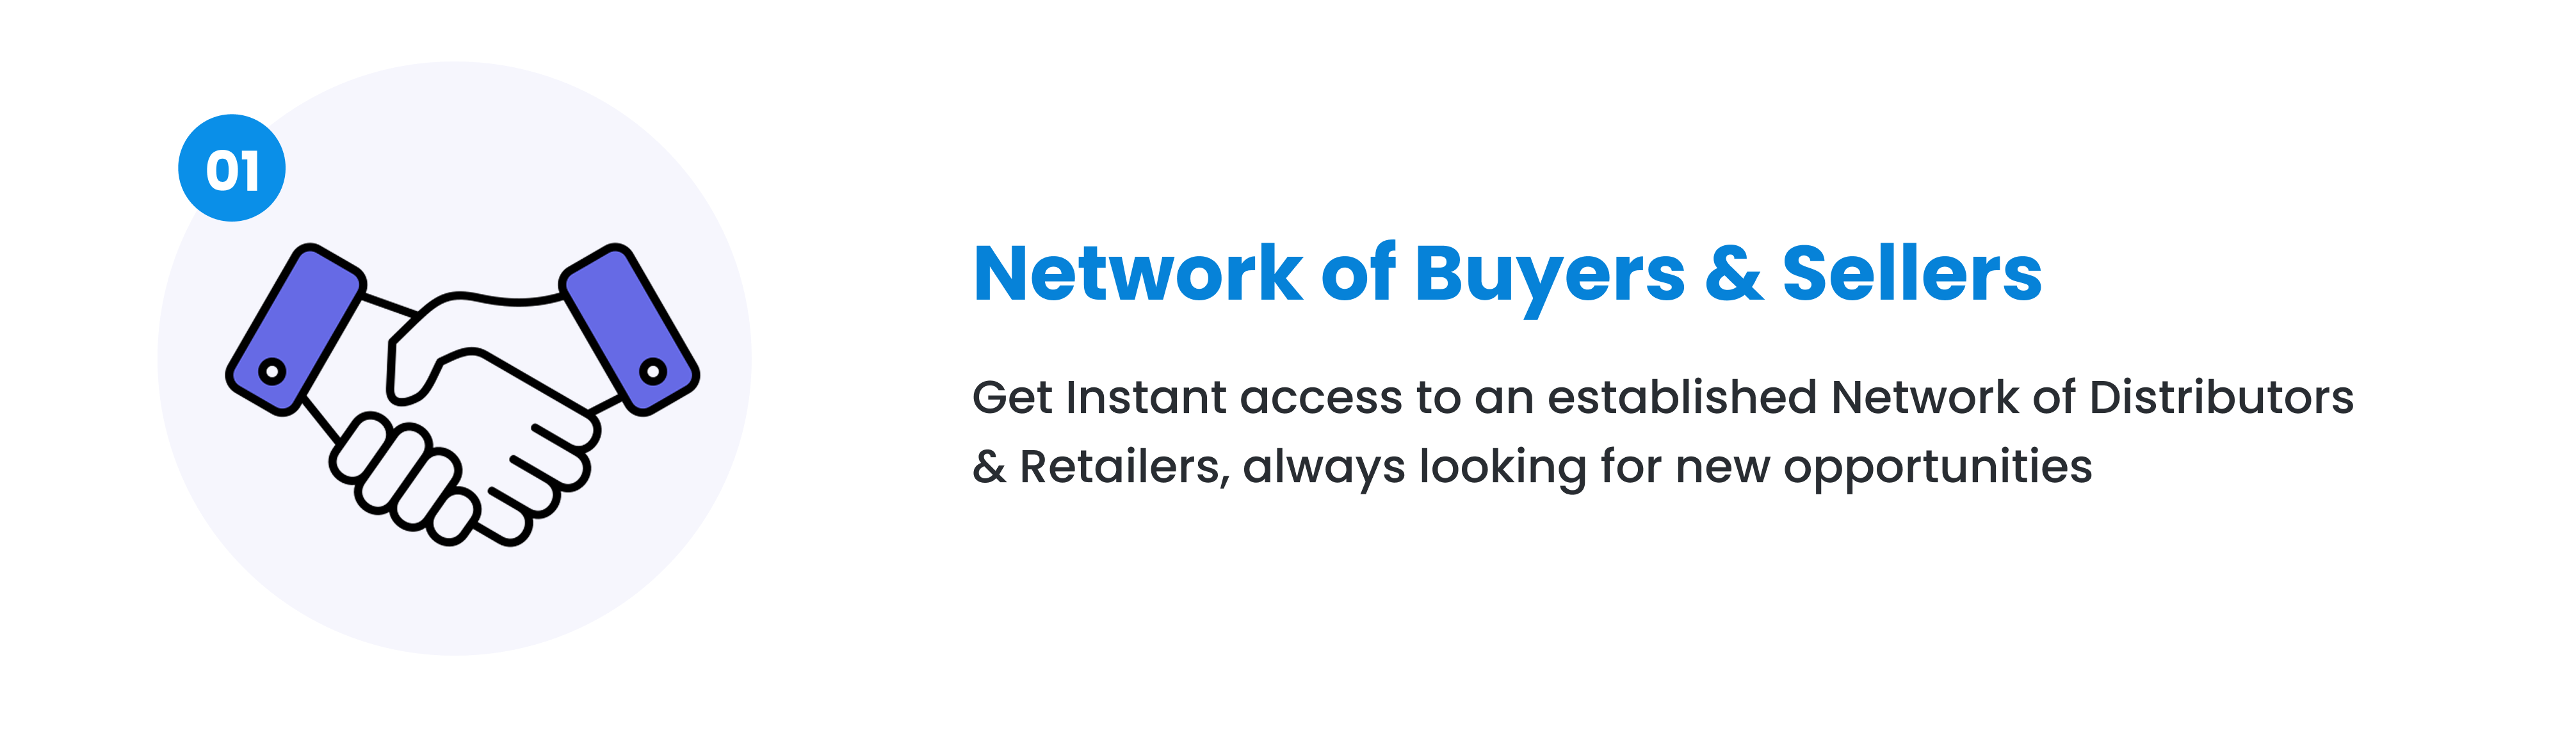 01
Network of Buyers & Sellers
Get Instant access to an established Network of Distributors
& Retailers, always looking for new opportunities